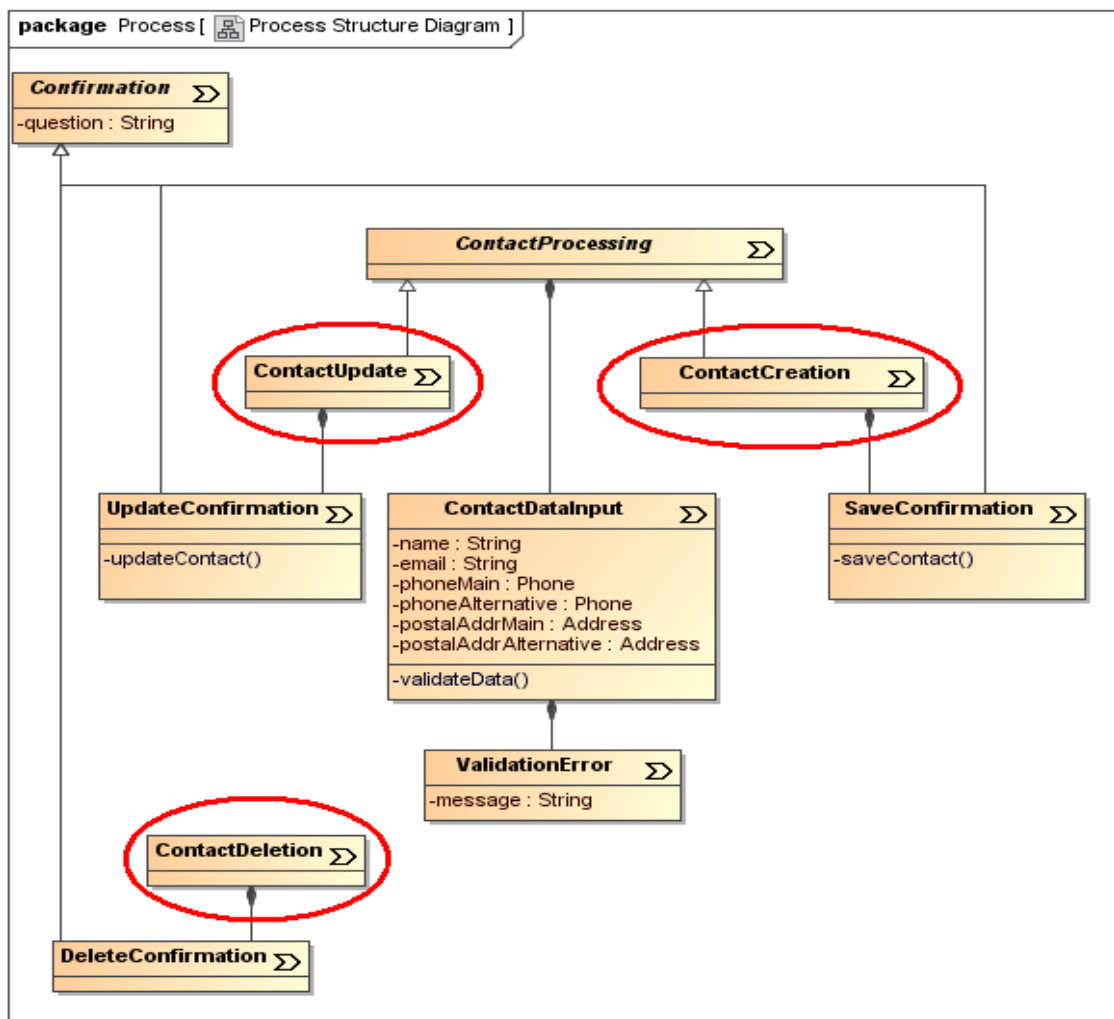 package Process [ Process Structure Diagram ]
Confirmation
-question : String
ContactProcessing
ContactUpdate
ContactCreation
UpdateConfirmation
-updateContact()
ContactDataInput
-name : String
-email : String
-phoneMain : Phone
-phoneAlternative : Phone
-postalAddrMain : Address
-postalAddrAlternative : Address
-validateData()
SaveConfirmation
-saveContact()
ValidationError
-message : String
ContactDeletion
DeleteConfirmation